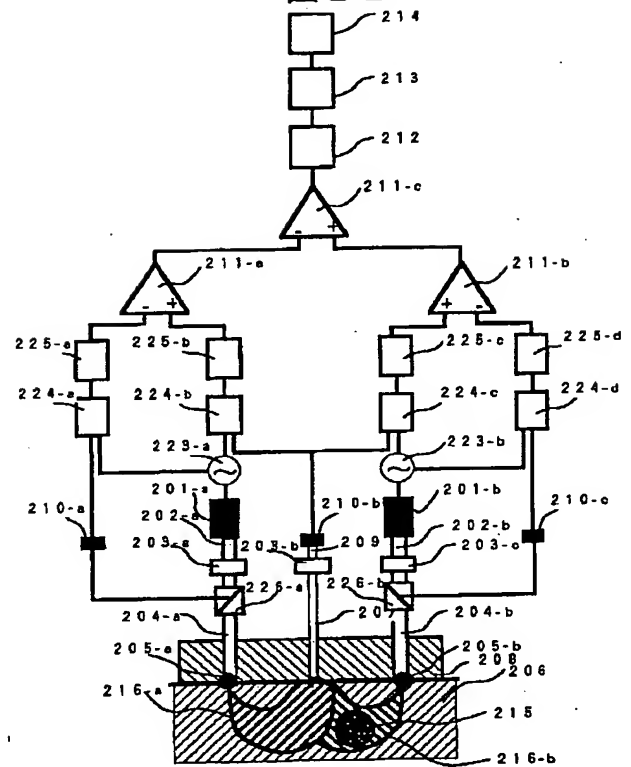 214
213
212
211-c
- +
211-a
211-b
- +
+ -
225-a
225-b
225-c
225-d
224-a
224-b
224-c
224-d
223-a
223-b
201-a
201-b
210-a
202-a
210-b
210-c
203-a
203-b
209
202-b
203-c
226-a
226-b
207
204-a
204-b
205-a
205-b
208
206
216-a
215
216-b